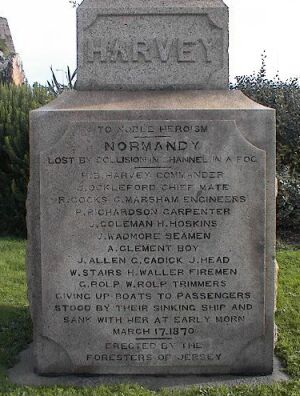 HARVEY
TO NOBLE HEROISM
NORMANDY
LOST BY COLLISION IN CHANNEL IN A FOG
H.B. HARVEY COMMANDER
J. OCKLEFORD CHIEF MATE
R. COCKS C. MARSHAM ENGINEERS
P. RICHARDSON CARPENTER
J. COLEMAN H. HOSKINS
J. WADMORE SEAMEN
A. CLEMENT BOY
J. ALLEN G. CADICK J. HEAD
W. STAIRS H. WALLER FIREMEN
G. ROLP W. ROLP TRIMMERS
GIVING UP BOATS TO PASSENGERS
STOOD BY THEIR SINKING SHIP AND
SANK WITH HER AT EARLY MORN
MARCH 17. 1870
ERECTED BY THE
FORESTERS OF JERSEY